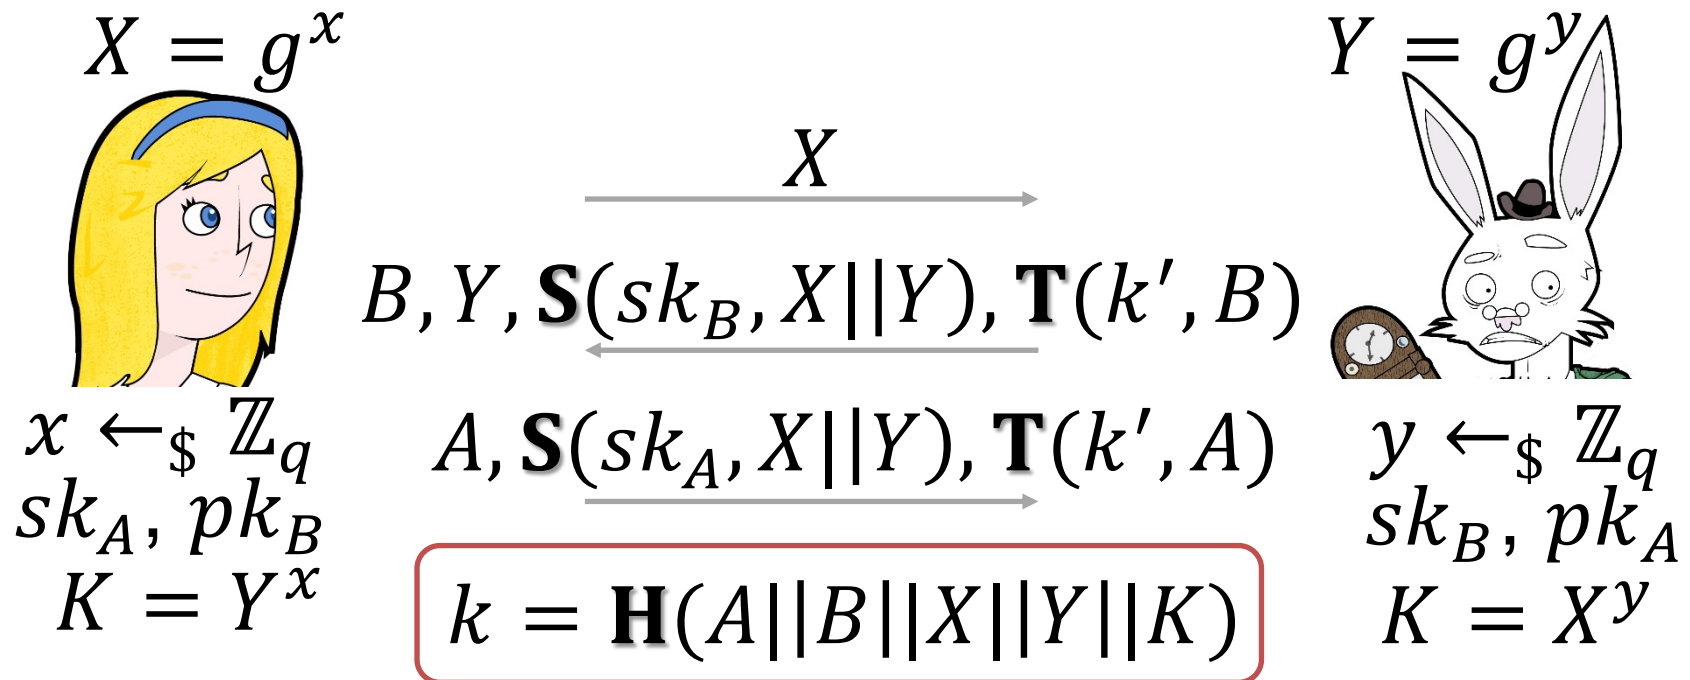 X = g^x
Y = g^y
X
B, Y, S(sk_B, X||Y), T(k′, B)
A, S(sk_A, X||Y), T(k′, A)
x ←_$ ℤ_q
sk_A, pk_B
K = Y^x
y ←_$ ℤ_q
sk_B, pk_A
K = X^y
k = H(A||B||X||Y||K)